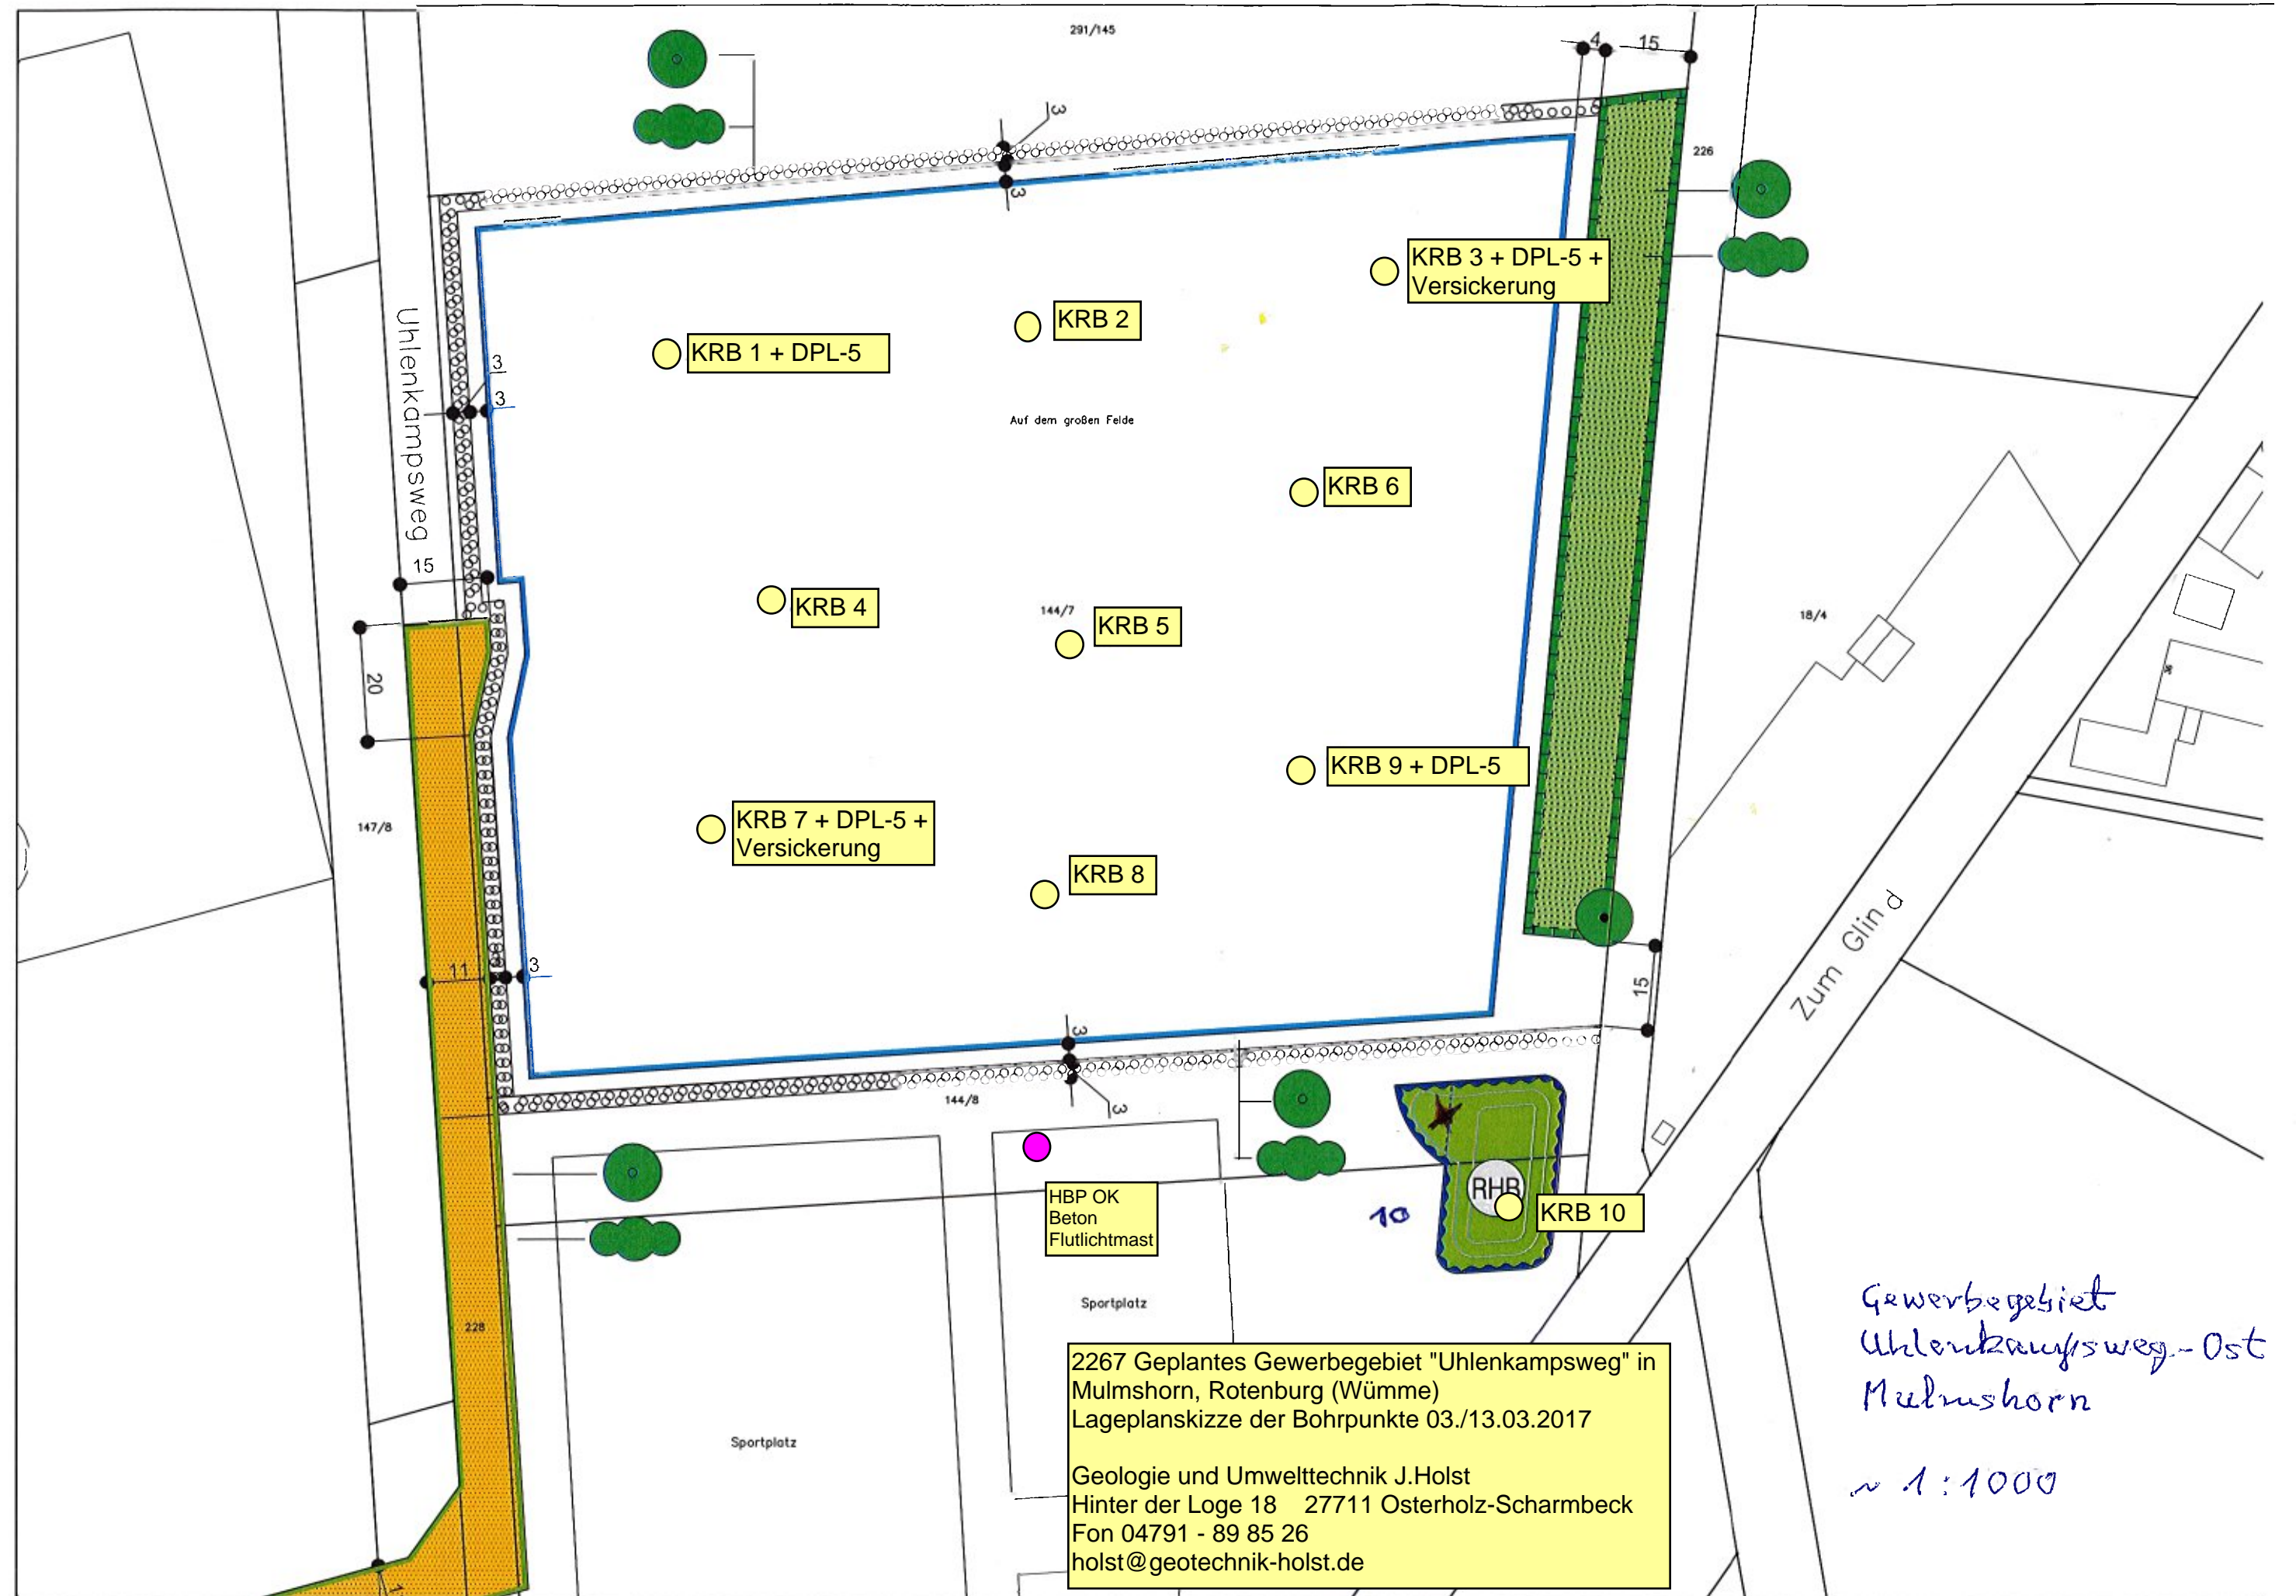 291/145
4
15
3
3
226
KRB 3 + DPL-5 +
Versickerung
KRB 2
KRB 1 + DPL-5
Uhlenkampsweg
3
3
Auf dem großen Felde
KRB 6
15
KRB 4
144/7
KRB 5
18/4
20
KRB 9 + DPL-5
147/8
KRB 7 + DPL-5 +
Versickerung
KRB 8
Zum Glind
11
3
15
3
144/8
3
RHB
KRB 10
10
HBP OK
Beton
Flutlichtmast
Sportplatz
228
Sportplatz
1
2267 Geplantes Gewerbegebiet "Uhlenkampsweg" in
Mulmshorn, Rotenburg (Wümme)
Lageplanskizze der Bohrpunkte 03./13.03.2017
Geologie und Umwelttechnik J.Holst
Hinter der Loge 18 27711 Osterholz-Scharmbeck
Fon 04791 - 89 85 26
holst@geotechnik-holst.de
Gewerbegebiet
Uhlenkampsweg-Ost
Mulmshorn
~ 1:1000